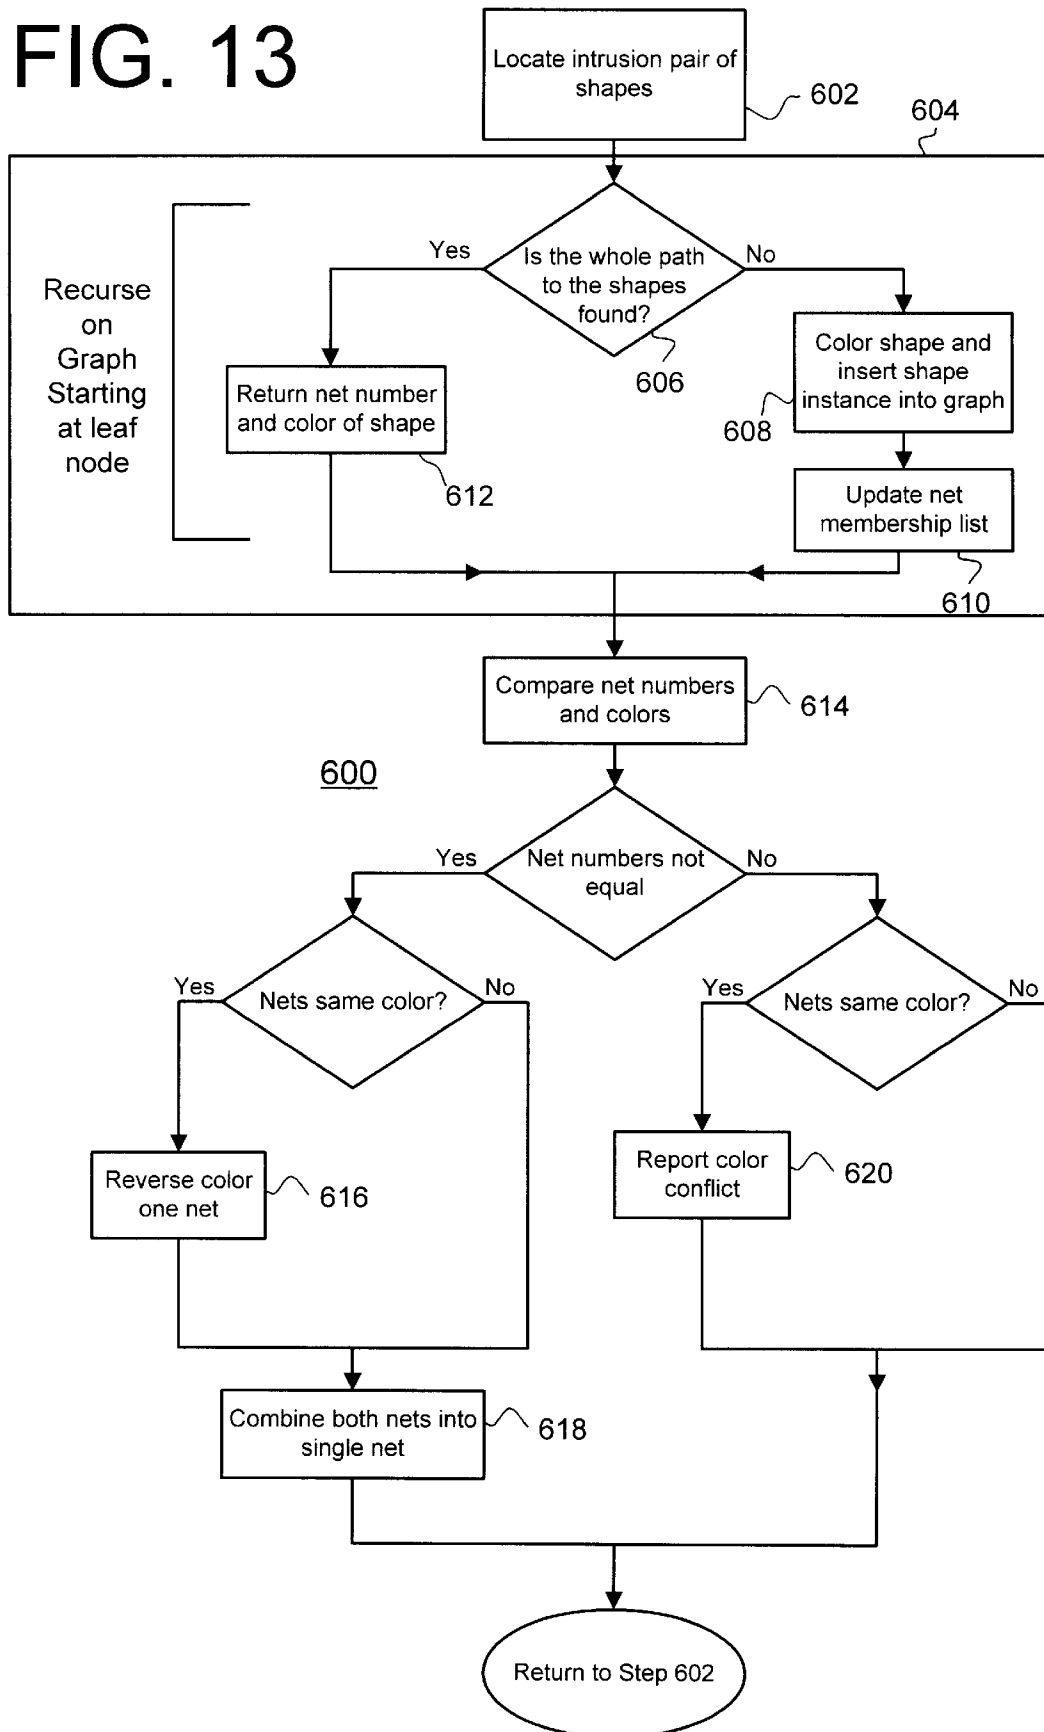 FIG. 13
Locate intrusion pair of
shapes
602
604
Recurse
on
Graph
Starting
at leaf
node
Yes
Is the whole path
to the shapes
found?
No
606
Return net number
and color of shape
612
Color shape and
insert shape
instance into graph
608
Update net
membership list
610
Compare net numbers
and colors
614
600
Yes
Net numbers not
equal
No
Yes
Nets same color?
No
Yes
Nets same color?
No
Reverse color
one net
616
Report color
conflict
620
Combine both nets into
single net
618
Return to Step 602